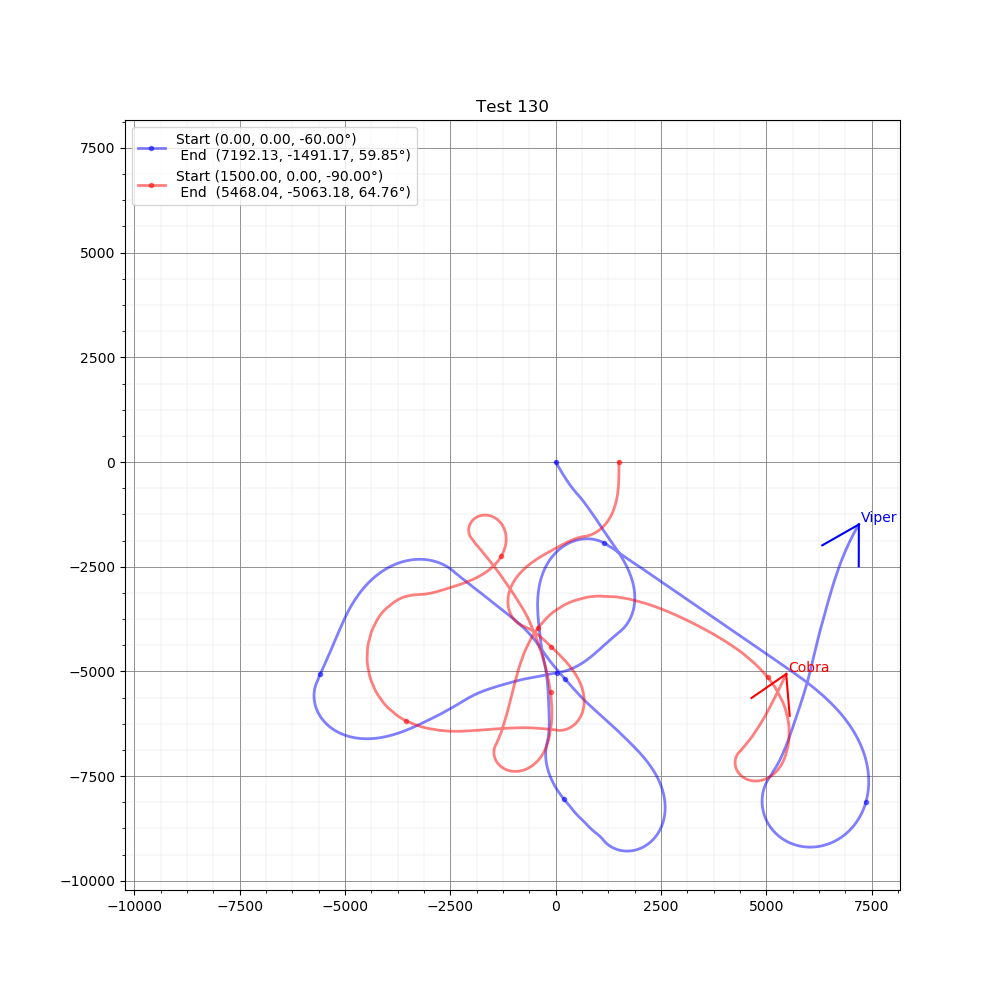 Test 130
Start (0.00, 0.00, -60.00°)
End  (7192.13, -1491.17, 59.85°)
Start (1500.00, 0.00, -90.00°)
End  (5468.04, -5063.18, 64.76°)
7500
5000
2500
0
−2500
−5000
−7500
−10000
Viper
Cobra
−10000 −7500 −5000 −2500 0 2500 5000 7500